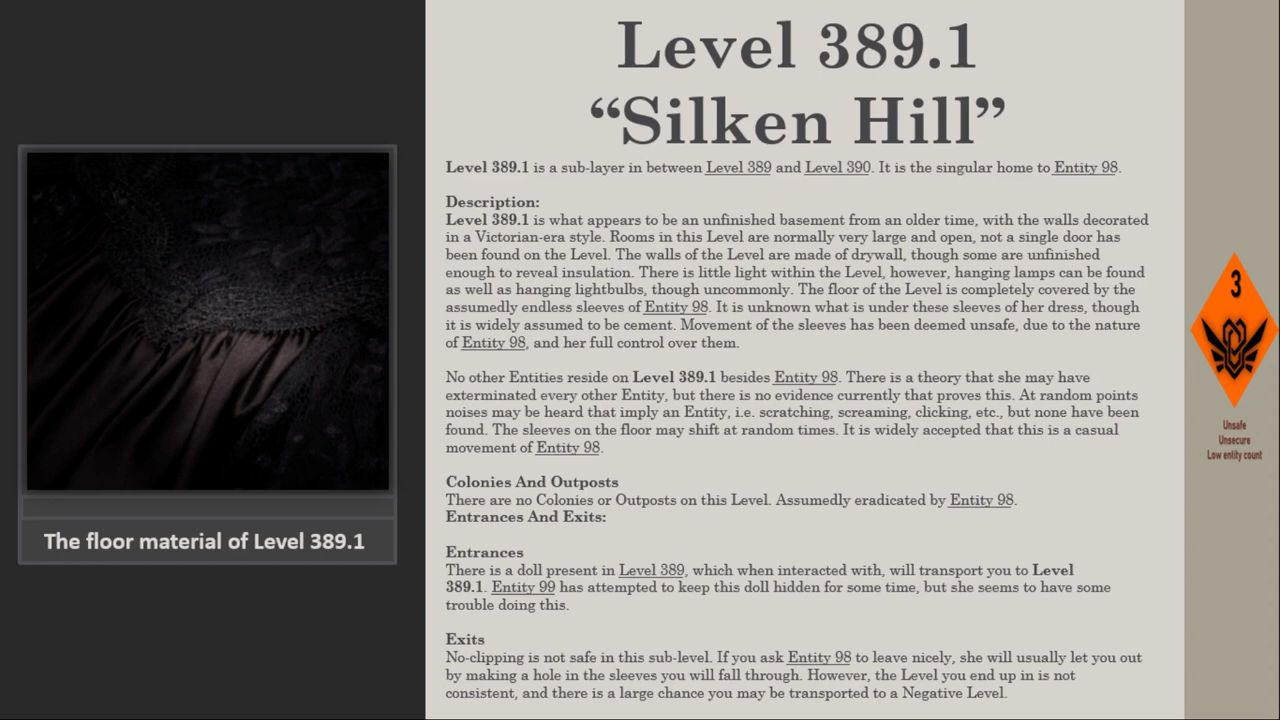 Level 389.1
“Silken Hill”
Level 389.1 is a sub-layer in between Level 389 and Level 390. It is the singular home to Entity 98.
Description:
Level 389.1 is what appears to be an unfinished basement from an older time, with the walls decorated
in a Victorian-era style. Rooms in this Level are normally very large and open, not a single door has
been found on the Level. The walls of the Level are made of drywall, though some are unfinished
enough to reveal insulation. There is little light within the Level, however, hanging lamps can be found
as well as hanging lightbulbs, though uncommonly. The floor of the Level is completely covered by the
assumedly endless sleeves of Entity 98. It is unknown what is under these sleeves of her dress, though
it is widely assumed to be cement. Movement of the sleeves has been deemed unsafe, due to the nature
of Entity 98, and her full control over them.
No other Entities reside on Level 389.1 besides Entity 98. There is a theory that she may have
exterminated every other Entity, but there is no evidence currently that proves this. At random points
noises may be heard that imply an Entity, i.e. scratching, screaming, clicking, etc., but none have been
found. The sleeves on the floor may shift at random times. It is widely accepted that this is a casual
movement of Entity 98.
Colonies And Outposts
There are no Colonies or Outposts on this Level. Assumedly eradicated by Entity 98.
Entrances And Exits:
Entrances
There is a doll present in Level 389, which when interacted with, will transport you to Level
389.1. Entity 99 has attempted to keep this doll hidden for some time, but she seems to have some
trouble doing this.
Exits
No-clipping is not safe in this sub-level. If you ask Entity 98 to leave nicely, she will usually let you out
by making a hole in the sleeves you will fall through. However, the Level you end up in is not
consistent, and there is a large chance you may be transported to a Negative Level.
The floor material of Level 389.1
3
Unsafe
Unsecure
Low entity count